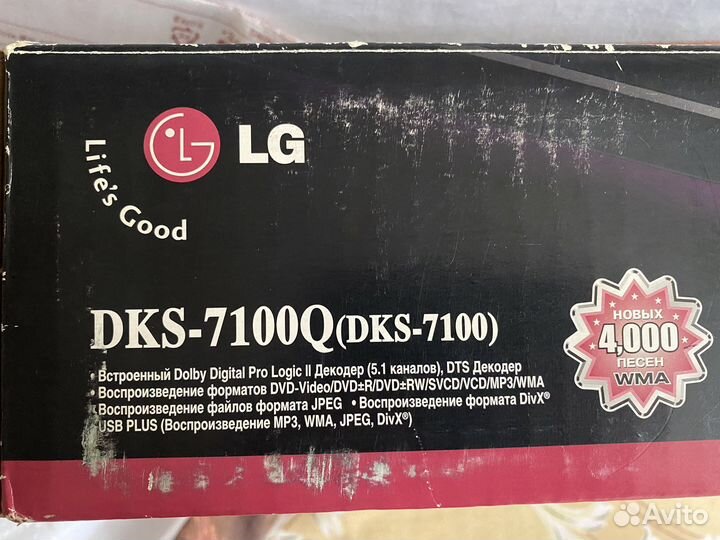 LG
Life's Good
DKS-7100Q(DKS-7100)
• Встроенный Dolby Digital Pro Logic II Декодер (5.1 каналов), DTS Декодер
• Воспроизведение форматов DVD-Video/DVD±R/DVD±RW/SVCD/VCD/MP3/WMA
• Воспроизведение файлов формата JPEG • Воспроизведение формата DivX®
USB PLUS (Воспроизведение MP3, WMA, JPEG, DivX®)
НОВЫХ
4,000
ПЕСЕН
WMA
Avito